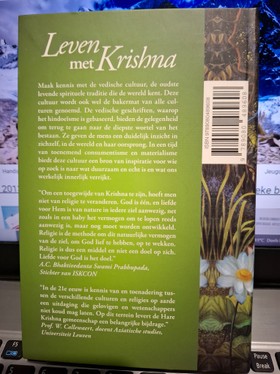 Leven
met Krishna
Maak kennis met de vedische cultuur, de oudste
levende spirituele traditie die de wereld kent. Deze
cultuur wordt ook wel de bakermat van alle cul-
turen genoemd. De vedische geschriften, waarop
het hindoeïsme is gebaseerd, bieden de gelegenheid
om terug te gaan naar de diepste wortel van het
bestaan. Ze geven de mens een duidelijk inzicht in
zichzelf, in de wereld en haar oorsprong. In een tijd
van toenemend consumentisme en materialisme
biedt deze cultuur een bron van inspiratie voor wie
op zoek is naar wat duurzaam en echt is en wat ons
werkelijk innerlijk verrijkt.
"Om een toegewijde van Krishna te zijn, hoeft men
niet van religie te veranderen. God is één, en liefde
voor Hem is van nature in iedere ziel aanwezig, net
zoals in een baby het vermogen om te lopen reeds
aanwezig is, maar nog moet worden ontwikkeld.
Religie is de methode om dit natuurlijke vermogen
van de ziel, om God lief te hebben, op te wekken.
Religie is dus een middel en niet een doel op zich.
Liefde voor God is het doel."
A.C. Bhaktivedanta Swami Prabhupada,
Stichter van ISKCON
"In de 21e eeuw is kennis van en toenadering tus-
sen de verschillende culturen en religies op aarde
een uitdaging die gelovigen en wetenschappers
niet koud mag laten. Op dit terrein levert de Hare
Krishna gemeenschap een belangrijke bijdrage."
Prof. W. Callewaert, docent Aziatische studies,
Universiteit Leuven
Pause
Break